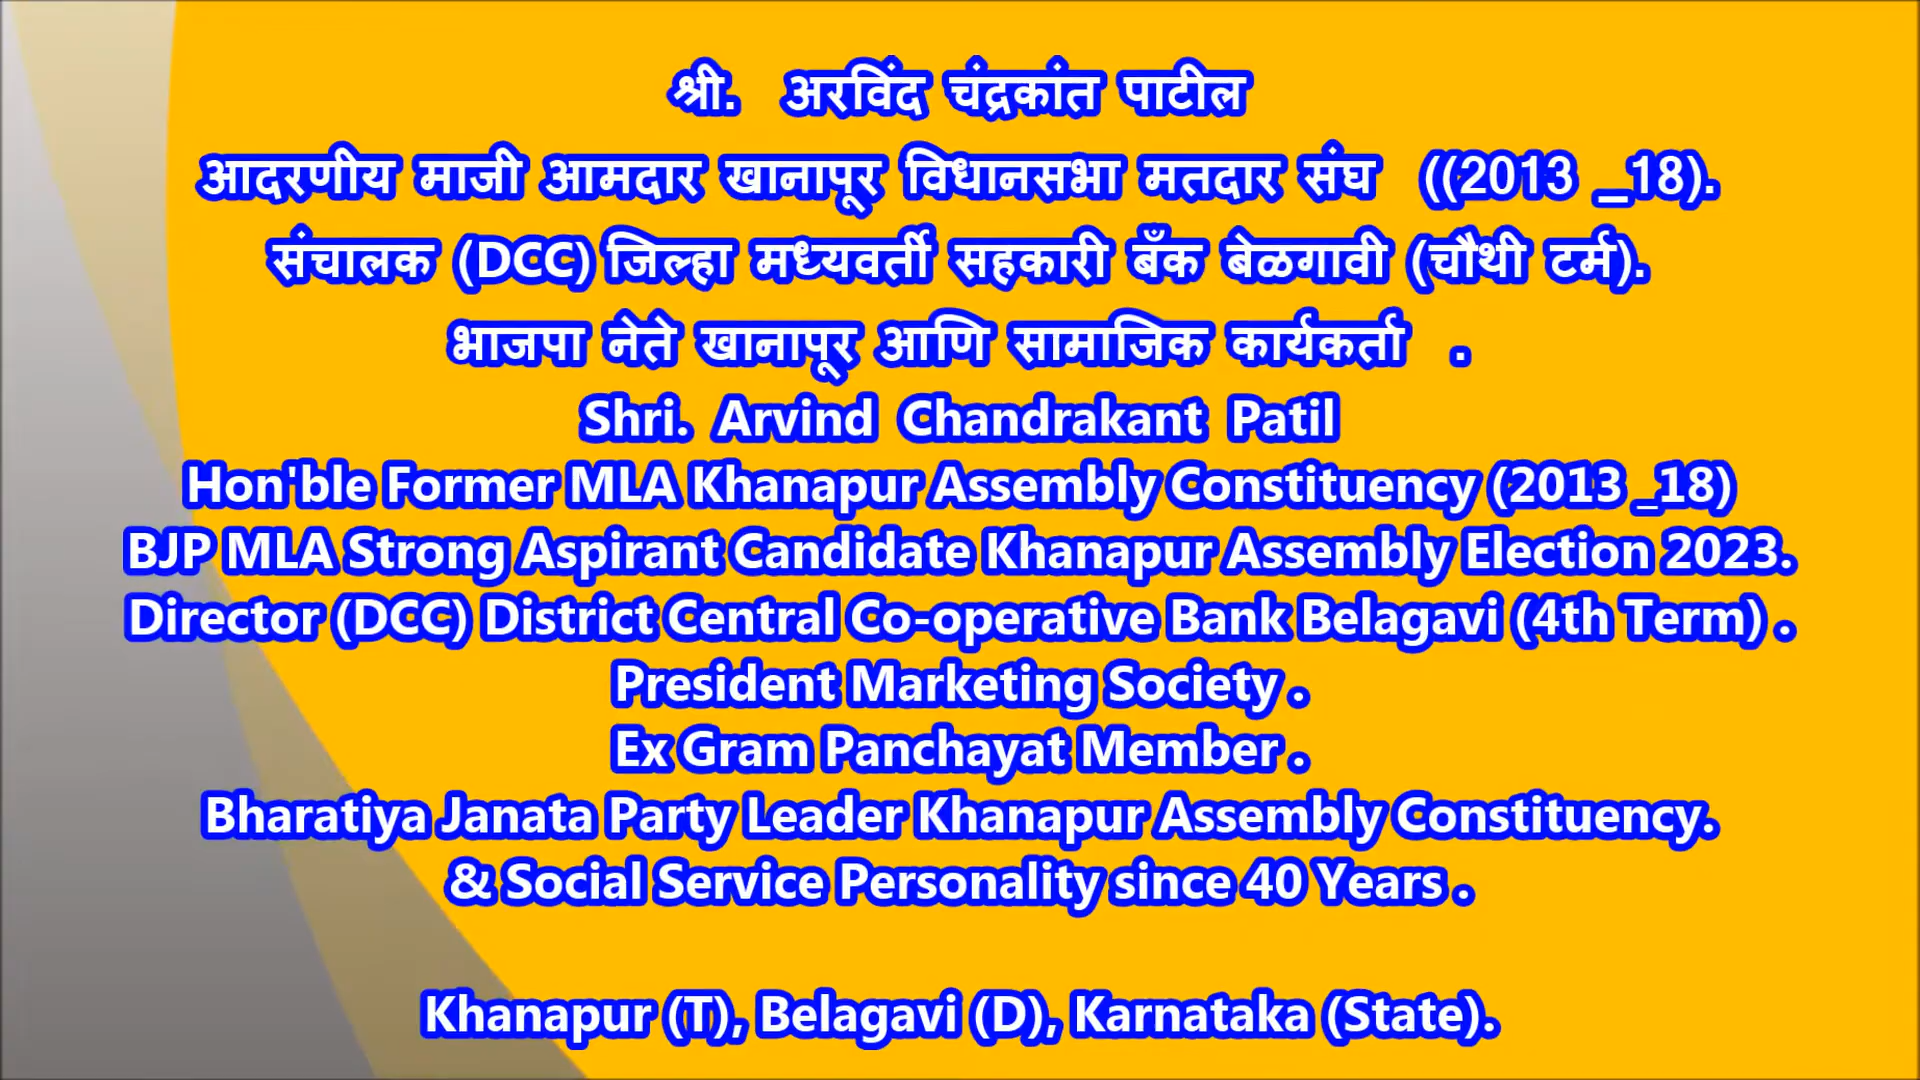 श्री. अरविंद चंद्रकांत पाटील
आदरणीय माजी आमदार खानापूर विधानसभा मतदार संघ ((2013 _18).
संचालक (DCC) जिल्हा मध्यवर्ती सहकारी बँक बेळगावी (चौथी टर्म).
भाजपा नेते खानापूर आणि सामाजिक कार्यकर्ता .
Shri. Arvind Chandrakant Patil
Hon'ble Former MLA Khanapur Assembly Constituency (2013 _18)
BJP MLA Strong Aspirant Candidate Khanapur Assembly Election 2023.
Director (DCC) District Central Co-operative Bank Belagavi (4th Term) .
President Marketing Society .
Ex Gram Panchayat Member .
Bharatiya Janata Party Leader Khanapur Assembly Constituency.
& Social Service Personality since 40 Years .
Khanapur (T), Belagavi (D), Karnataka (State).